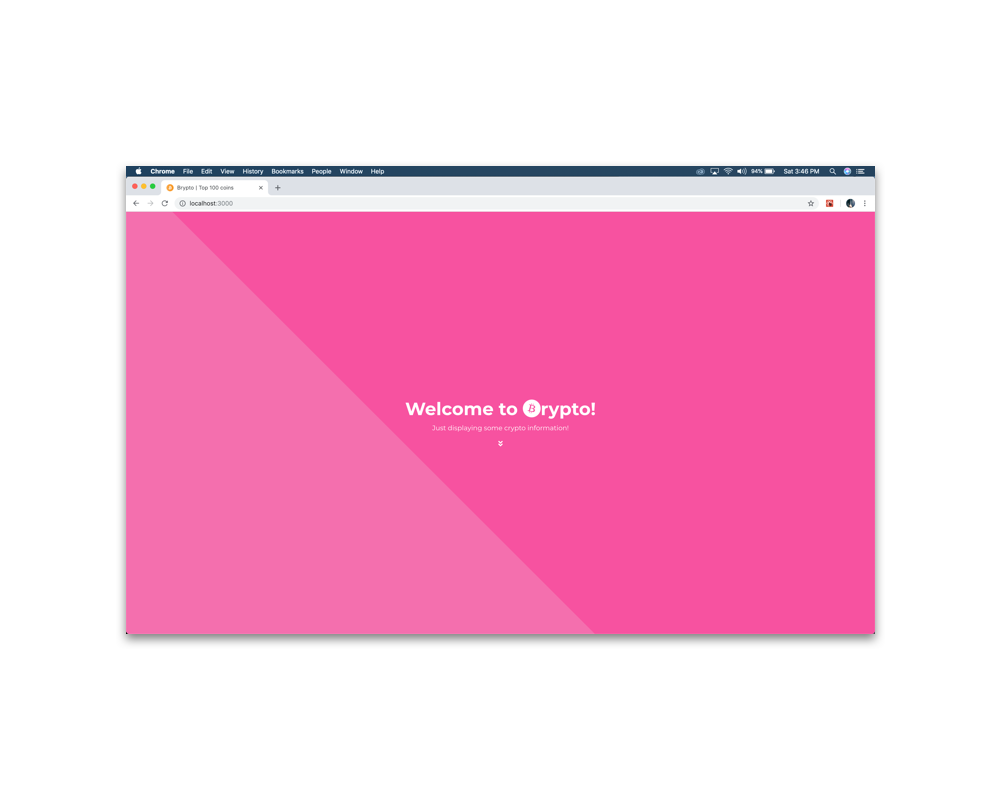 Chrome File Edit View History Bookmarks People Window Help 94% Sat 3:46 PM
Brypto | Top 100 coins
localhost:3000
Welcome to Brypto!
Just displaying some crypto information!